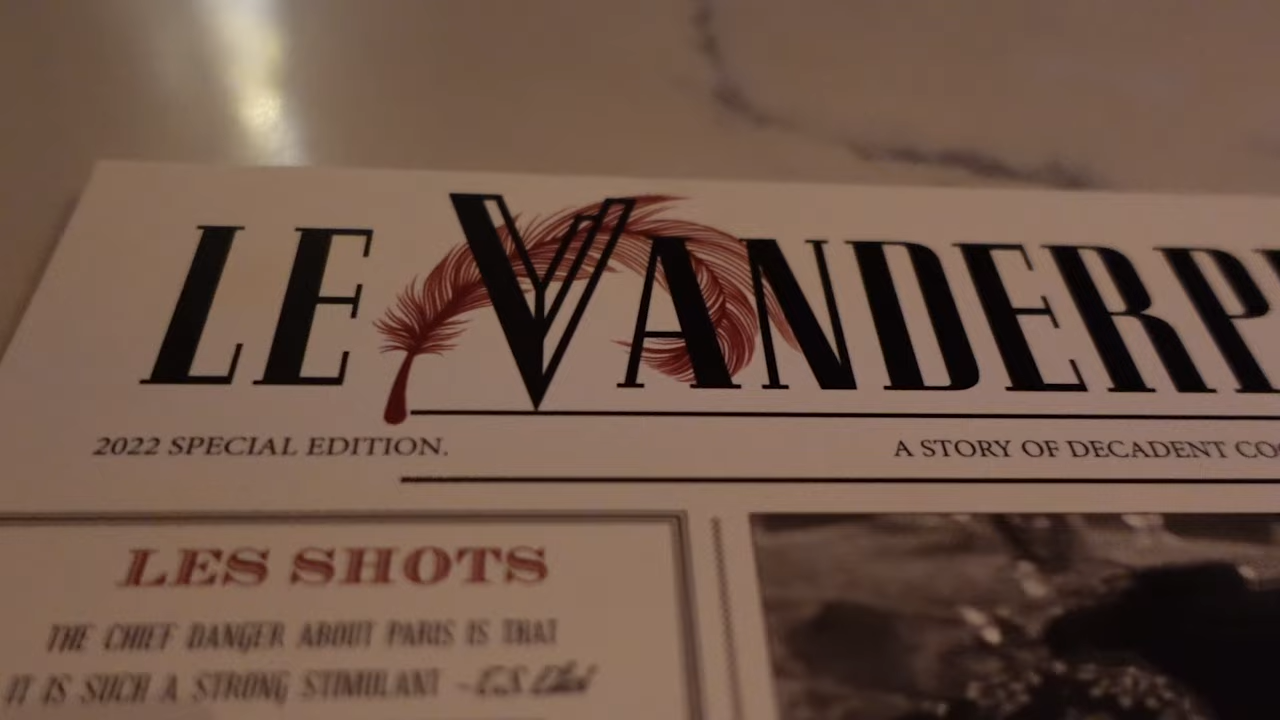 LE VANDERP
2022 SPECIAL EDITION.
A STORY OF DECADENT CO
LES SHOTS
THE CHIEF DANGER ABOUT PARIS IS THAT
IT IS SUCH A STRONG STIMULANT -T.S. Eliot